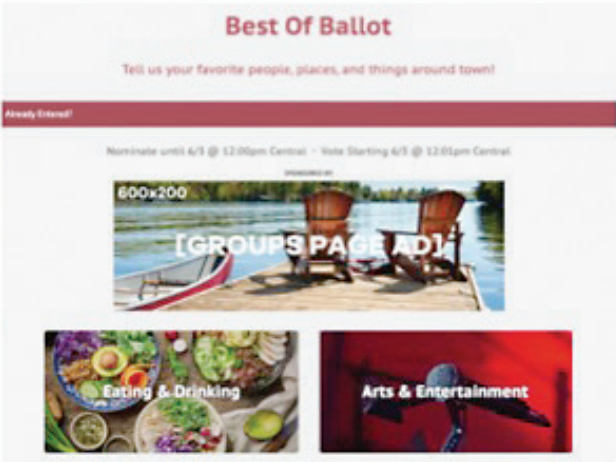 Best Of Ballot
Tell us your favorite people, places, and things around town!
Already Entered?
Nominate until 6/5 @ 12:00pm Central - Vote Starting 6/5 @ 12:01pm Central
SPONSORED BY
600x200
[GROUPS PAGE AD]
Eating & Drinking
Arts & Entertainment